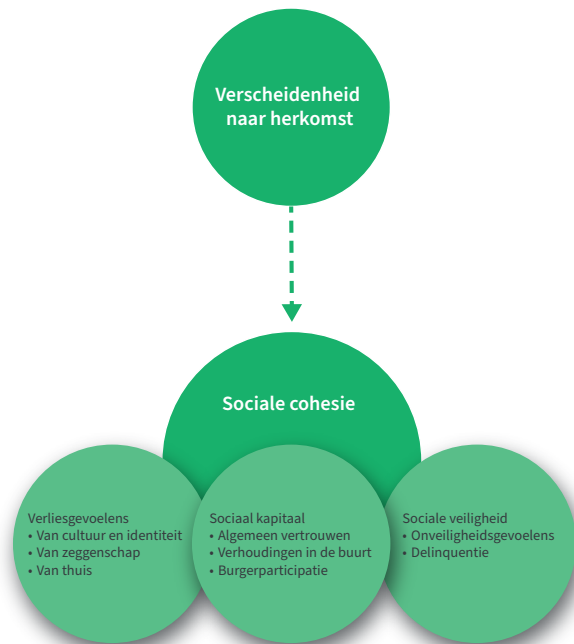 Verscheidenheid
naar herkomst
Sociale cohesie
Verliesgevoelens
• Van cultuur en identiteit
• Van zeggenschap
• Van thuis
Sociaal kapitaal
• Algemeen vertrouwen
• Verhoudingen in de buurt
• Burgerparticipatie
Sociale veiligheid
• Onveiligheidsgevoelens
• Delinquentie